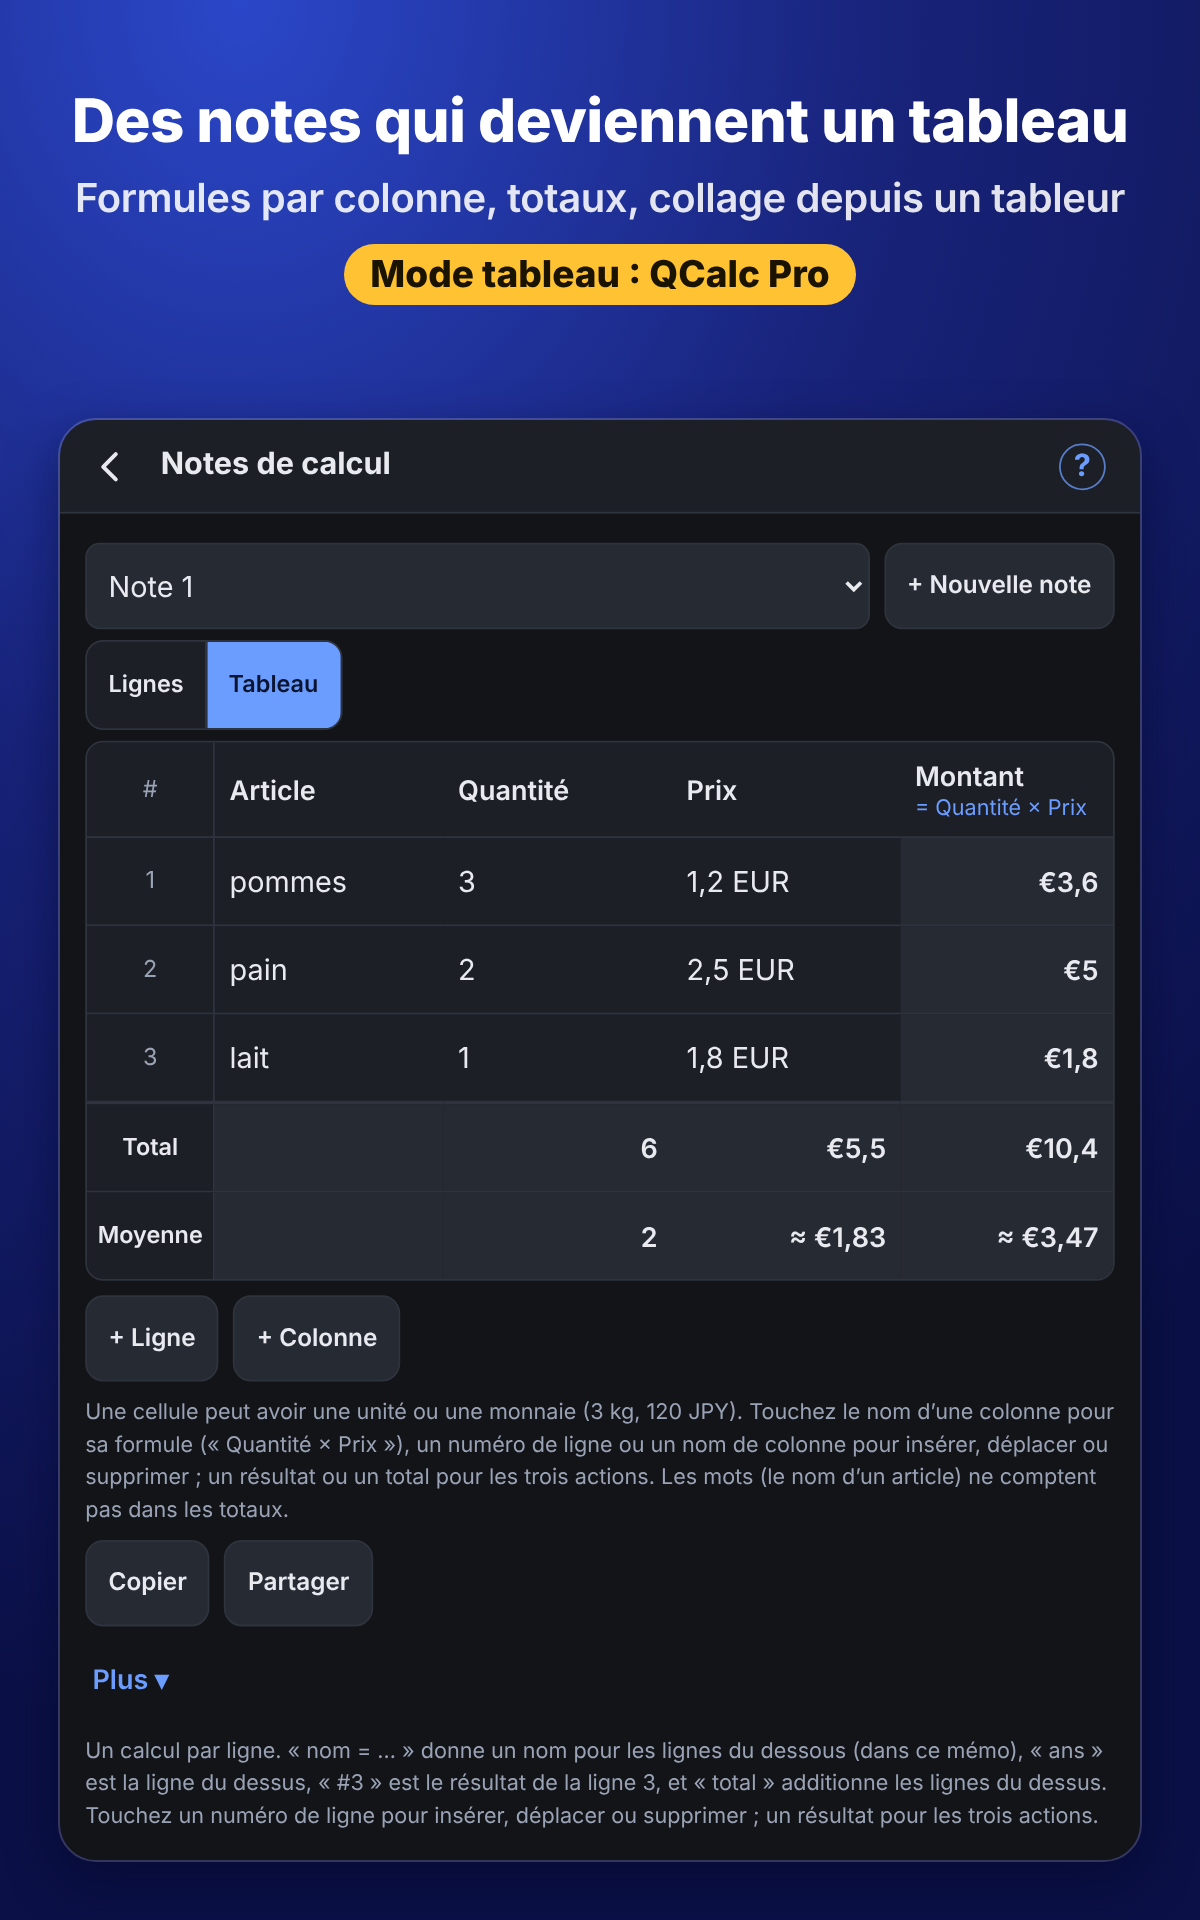 Des notes qui deviennent un tableau
Formules par colonne, totaux, collage depuis un tableur
Mode tableau : QCalc Pro
Notes de calcul
?
Note 1
+ Nouvelle note
Lignes Tableau
# Article Quantité Prix Montant
= Quantité × Prix
1 pommes 3 1,2 EUR €3,6
2 pain 2 2,5 EUR €5
3 lait 1 1,8 EUR €1,8
Total 6 €5,5 €10,4
Moyenne 2 ≈ €1,83 ≈ €3,47
+ Ligne + Colonne
Une cellule peut avoir une unité ou une monnaie (3 kg, 120 JPY). Touchez le nom d’une colonne pour
sa formule (« Quantité × Prix »), un numéro de ligne ou un nom de colonne pour insérer, déplacer ou
supprimer ; un résultat ou un total pour les trois actions. Les mots (le nom d’un article) ne comptent
pas dans les totaux.
Copier Partager
Plus ▾
Un calcul par ligne. « nom = … » donne un nom pour les lignes du dessous (dans ce mémo), « ans »
est la ligne du dessus, « #3 » est le résultat de la ligne 3, et « total » additionne les lignes du dessus.
Touchez un numéro de ligne pour insérer, déplacer ou supprimer ; un résultat pour les trois actions.